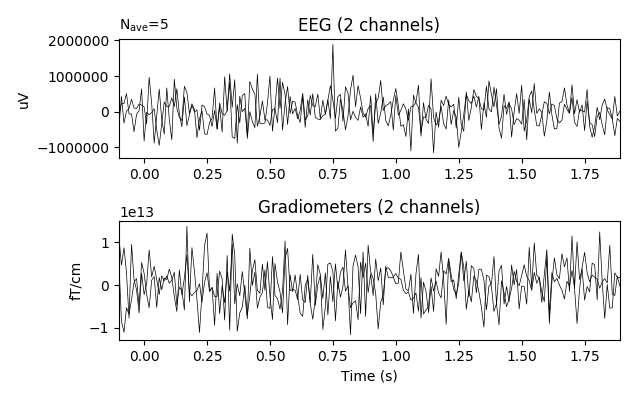 N_ave=5
EEG (2 channels)
2000000
1000000
0
−1000000
uV
0.00 0.25 0.50 0.75 1.00 1.25 1.50 1.75
1e13
Gradiometers (2 channels)
1
0
−1
fT/cm
0.00 0.25 0.50 0.75 1.00 1.25 1.50 1.75
Time (s)